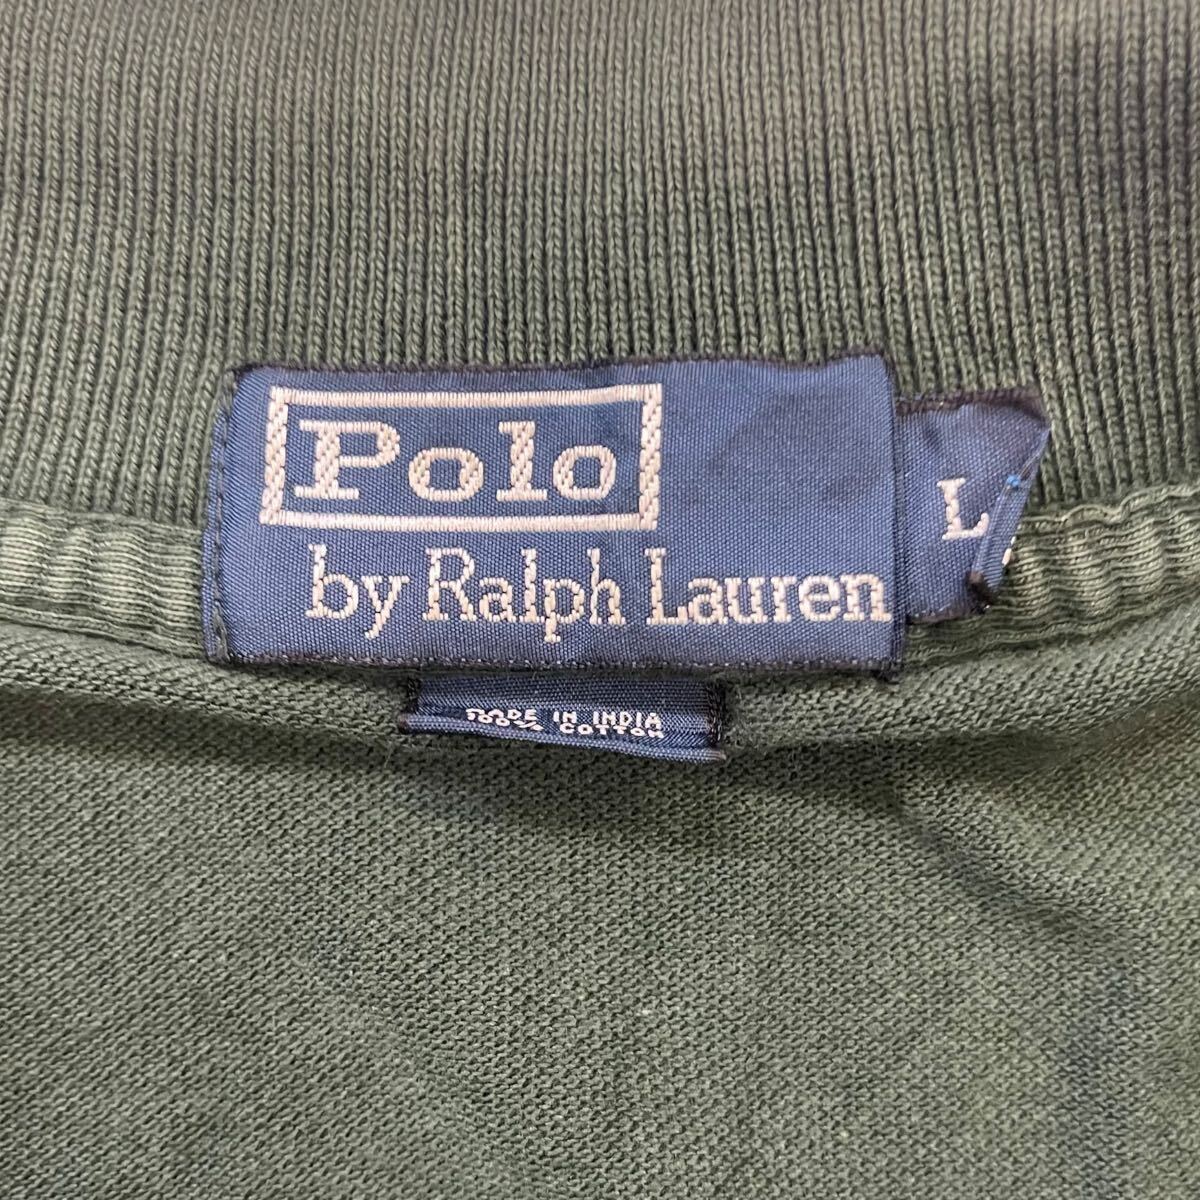 Polo
by Ralph Lauren
L
MADE IN INDIA
100% COTTON